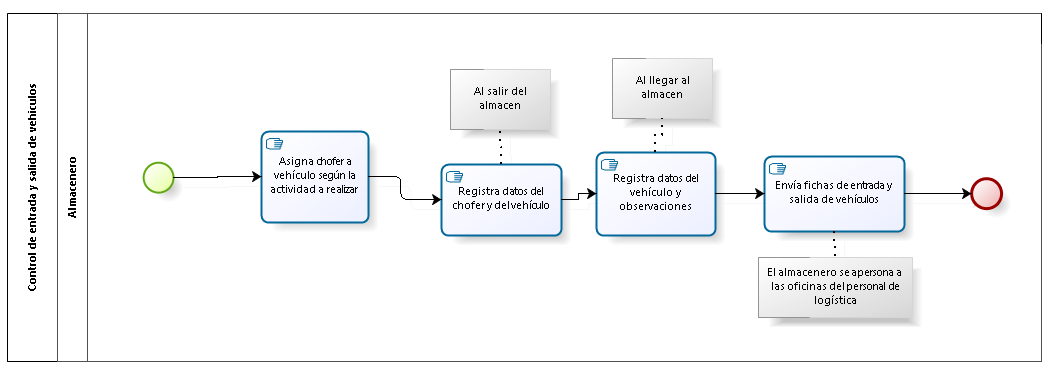 Control de entrada y salida de vehículos
Almacenero
Asigna chofer a
vehículo según la
actividad a realizar
Al salir del
almacen
Registra datos del
chofer y del vehículo
Al llegar al
almacen
Registra datos del
vehículo y
observaciones
Envía fichas de entrada y
salida de vehículos
El almacenero se apersona a
las oficinas del personal de
logística